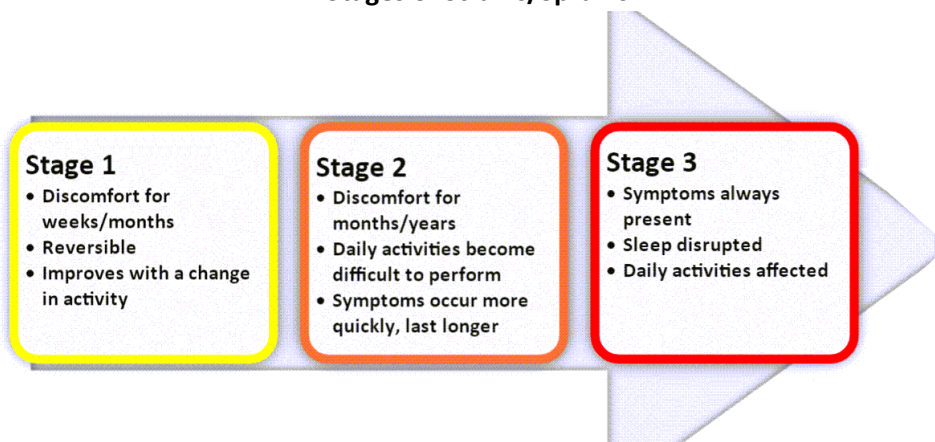 Stage 1
• Discomfort for
weeks/months
• Reversible
• Improves with a change
in activity
Stage 2
• Discomfort for
months/years
• Daily activities become
difficult to perform
• Symptoms occur more
quickly, last longer
Stage 3
• Symptoms always
present
• Sleep disrupted
• Daily activities affected